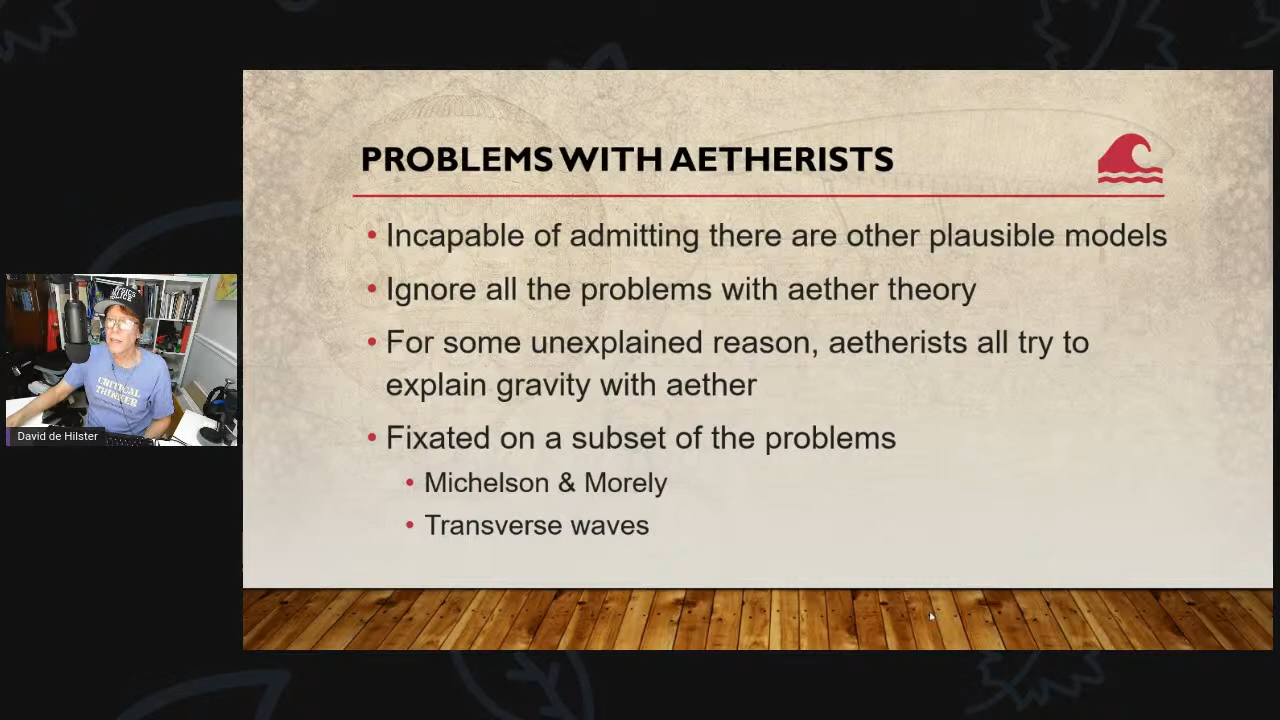 PROBLEMS WITH AETHERISTS
• Incapable of admitting there are other plausible models
• Ignore all the problems with aether theory
• For some unexplained reason, aetherists all try to
explain gravity with aether
• Fixated on a subset of the problems
• Michelson & Morely
• Transverse waves
PHYSICS
POLICE
CRITICAL
THINKER
David de Hilster